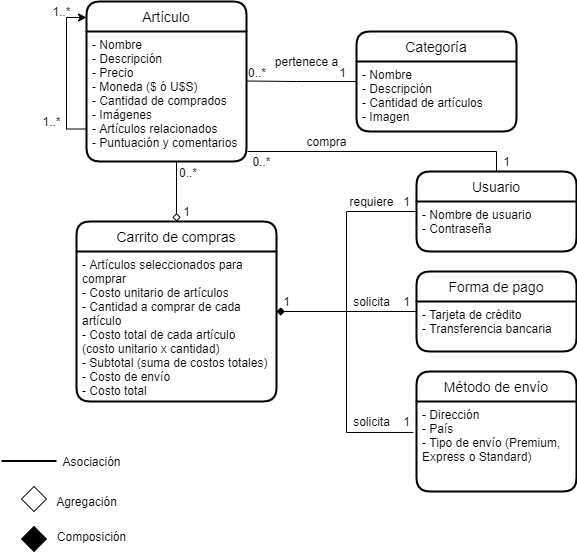 Artículo
- Nombre
- Descripción
- Precio
- Moneda ($ ó U$S)
- Cantidad de comprados
- Imágenes
- Artículos relacionados
- Puntuación y comentarios
1..*
1..*
pertenece a
0..*
1
Categoría
- Nombre
- Descripción
- Cantidad de artículos
- Imagen
compra
0..*
1
0..*
1
Carrito de compras
- Artículos seleccionados para
comprar
- Costo unitario de artículos
- Cantidad a comprar de cada
artículo
- Costo total de cada artículo
(costo unitario x cantidad)
- Subtotal (suma de costos totales)
- Costo de envío
- Costo total
1
requiere
1
Usuario
- Nombre de usuario
- Contraseña
solicita
1
Forma de pago
- Tarjeta de crédito
- Transferencia bancaria
solicita
1
Método de envío
- Dirección
- País
- Tipo de envío (Premium,
Express o Standard)
Asociación
Agregación
Composición